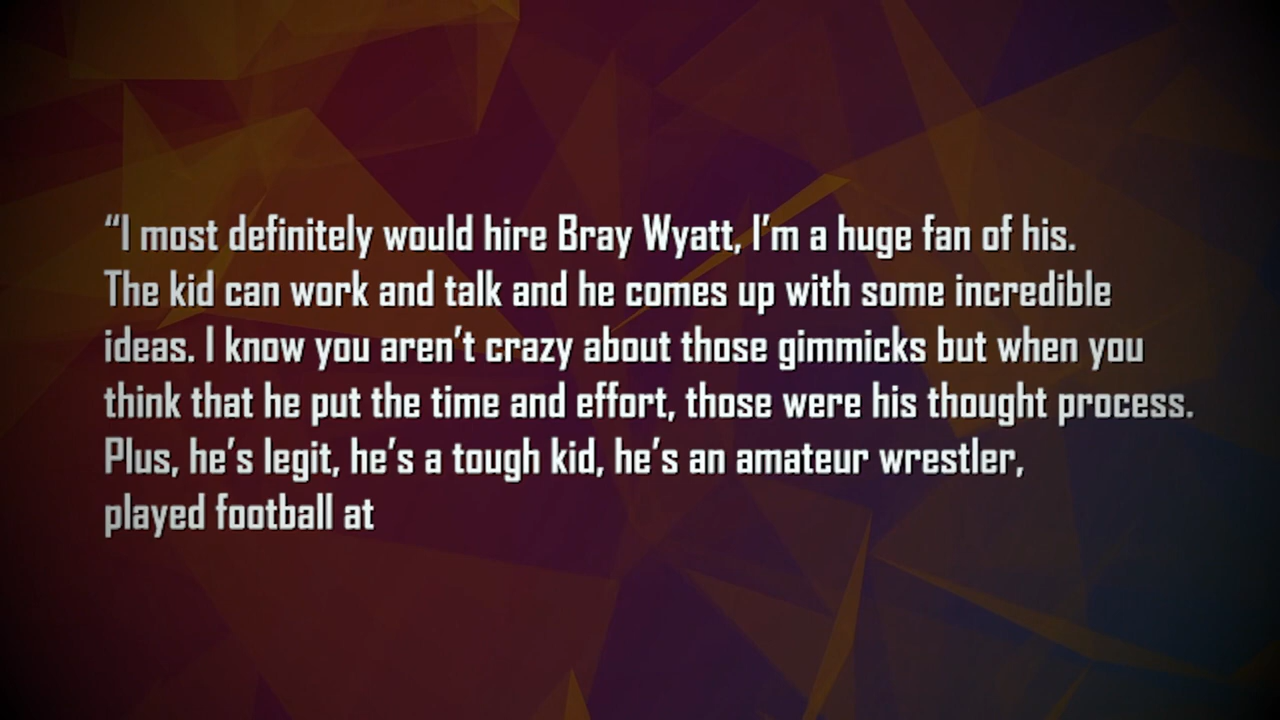 “I most definitely would hire Bray Wyatt, I’m a huge fan of his.
The kid can work and talk and he comes up with some incredible
ideas. I know you aren’t crazy about those gimmicks but when you
think that he put the time and effort, those were his thought process.
Plus, he’s legit, he’s a tough kid, he’s an amateur wrestler,
played football at